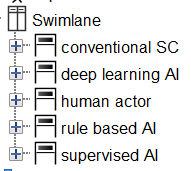 Swimlane
conventional SC
deep learning AI
human actor
rule based AI
supervised AI